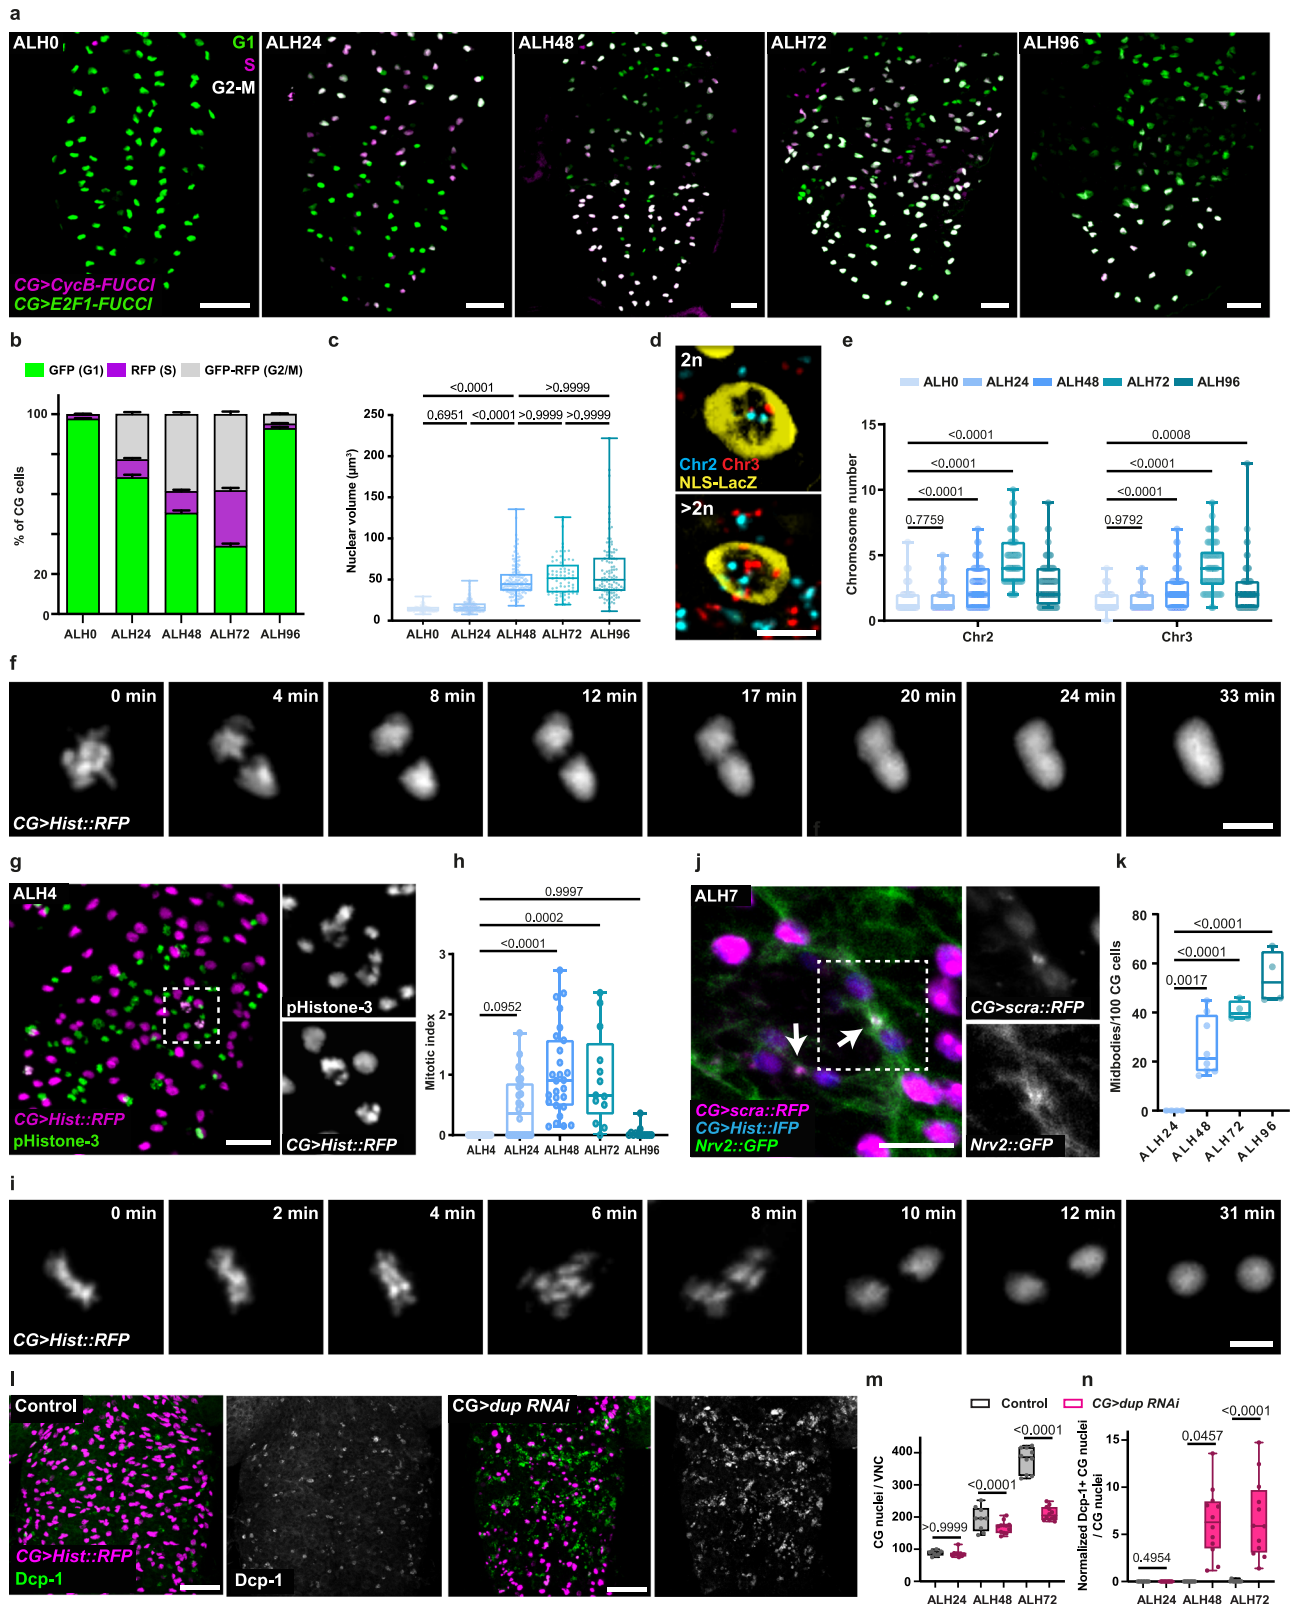 a
ALH0
G1
S
G2-M
CG>CycB-FUCCI
CG>E2F1-FUCCI
ALH24
ALH48
ALH72
ALH96
b
GFP (G1)
RFP (S)
GFP-RFP (G2/M)
% of CG cells
100
20
0
ALH0
ALH24
ALH48
ALH72
ALH96
c
<0.0001
>0.9999
0.6951
<0.0001
>0.9999
>0.9999
Nuclear volume (μm³)
250
200
150
100
50
0
ALH0
ALH24
ALH48
ALH72
ALH96
d
2n
Chr2 Chr3
NLS-LacZ
>2n
e
ALH0
ALH24
ALH48
ALH72
ALH96
Chromosome number
15
10
5
0
<0.0001
<0.0001
<0.0001
0.7759
0.0008
<0.0001
<0.0001
0.9792
Chr2
Chr3
f
0 min
4 min
8 min
12 min
17 min
20 min
24 min
33 min
CG>Hist::RFP
g
ALH4
CG>Hist::RFP
pHistone-3
pHistone-3
CG>Hist::RFP
h
0.9997
0.0002
<0.0001
0.0952
Mitotic index
3
2
1
0
ALH4
ALH24
ALH48
ALH72
ALH96
j
ALH7
CG>scra::RFP
CG>Hist::IFP
Nrv2::GFP
CG>scra::RFP
Nrv2::GFP
k
Midbodies/100 CG cells
80
60
40
20
0
<0.0001
<0.0001
0.0017
ALH24
ALH48
ALH72
ALH96
i
0 min
2 min
4 min
6 min
8 min
10 min
12 min
31 min
CG>Hist::RFP
l
Control
CG>Hist::RFP
Dcp-1
Dcp-1
CG>dup RNAi
m
n
Control
CG>dup RNAi
CG nuclei / VNC
400
300
200
100
0
>0.9999
<0.0001
<0.0001
ALH24
ALH48
ALH72
Normalized Dcp-1+ CG nuclei
/ CG nuclei
15
10
5
0
0.4954
0.0457
<0.0001
ALH24
ALH48
ALH72